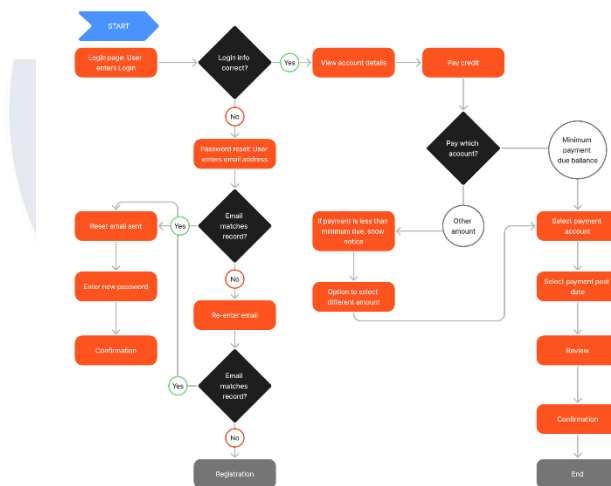 START
Login page: User
enters Login
Login info
correct?
Yes
View account details
Pay credit
No
Pay which
account?
Minimum
payment
due ballance
Password reset: User
enters email address
Reset email sent
Yes
Email
matches
record?
If payment is less than
minimum due, show
notice
Other
amount
Select payment
account
No
Enter new password
Re-enter email
Option to select
different amount
Select payment post
date
Confirmation
Yes
Email
matches
record?
Review
No
Confirmation
Registration
End